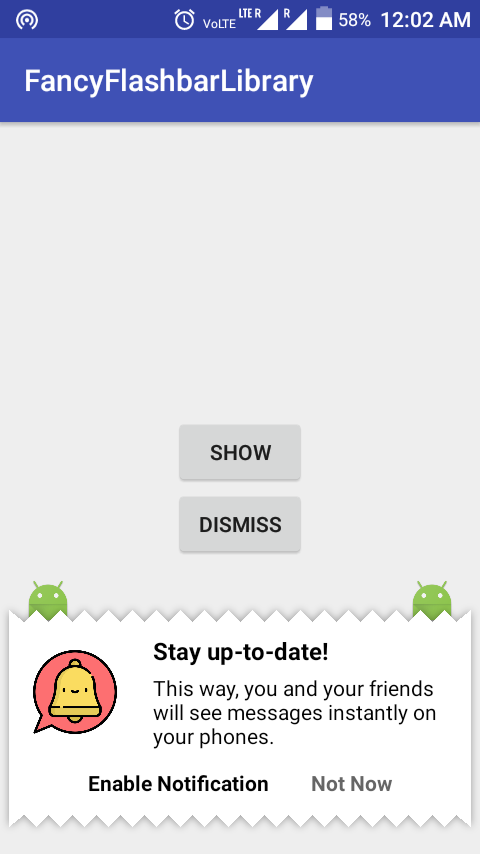 VoLTE LTE R R 58% 12:02 AM
FancyFlashbarLibrary
SHOW
DISMISS
Stay up-to-date!
This way, you and your friends
will see messages instantly on
your phones.
Enable Notification Not Now